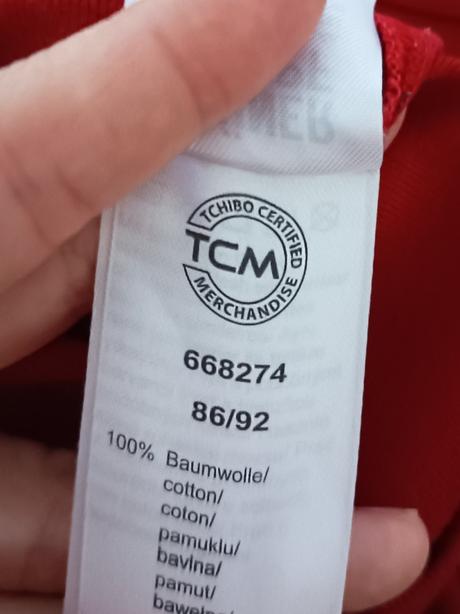 TCHIBO CERTIFIED
TCM
MERCHANDISE
668274
86/92
100% Baumwolle/
cotton/
coton/
pamuklu/
bavlna/
pamut/